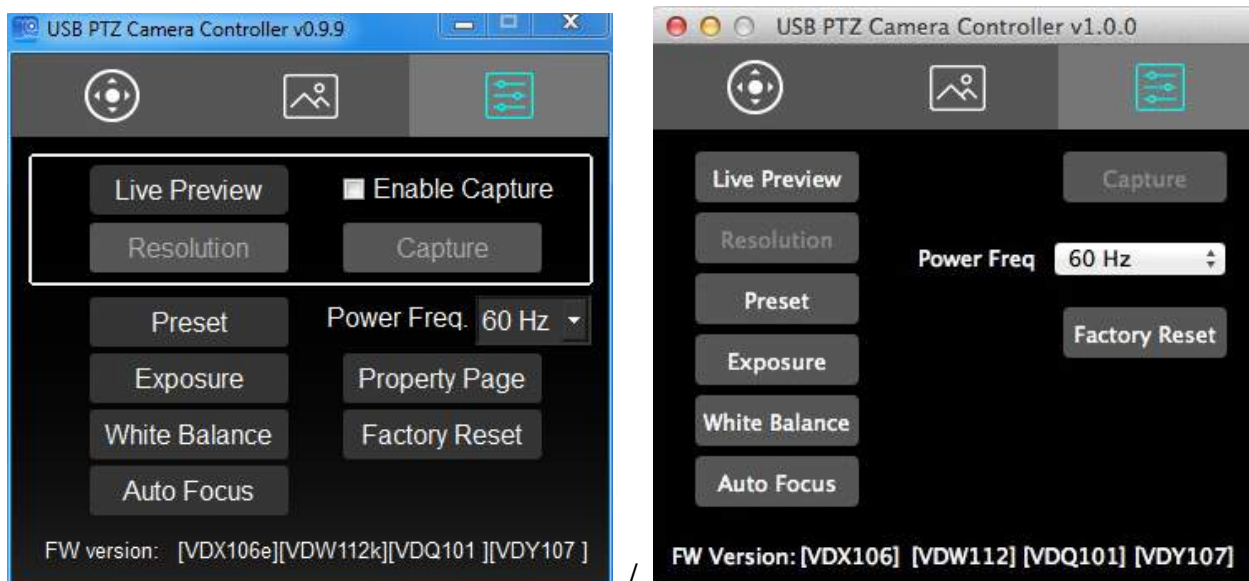 USB PTZ Camera Controller v0.9.9
Live Preview
Enable Capture
Resolution
Capture
Preset
Power Freq. 60 Hz
Exposure
Property Page
White Balance
Factory Reset
Auto Focus
FW version: [VDX106e][VDW112k][VDQ101 ][VDY107 ]
/
USB PTZ Camera Controller v1.0.0
Live Preview
Capture
Resolution
Power Freq 60 Hz
Preset
Factory Reset
Exposure
White Balance
Auto Focus
FW Version: [VDX106] [VDW112] [VDQ101] [VDY107]